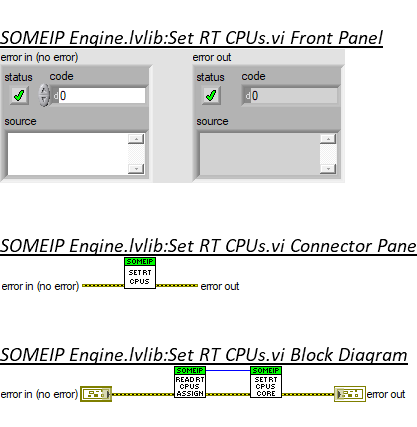 SOMEIP Engine.lvlib:Set RT CPUs.vi Front Panel
error in (no error) error out
status code status code
d 0 d 0
source source
SOMEIP Engine.lvlib:Set RT CPUs.vi Connector Pane
SOMEIP
SET RT
CPUS
error in (no error) error out
SOMEIP Engine.lvlib:Set RT CPUs.vi Block Diagram
SOMEIP SOMEIP
READ RT SET RT
CPUS CPUS
ASSIGN CORE
error in (no error) error out